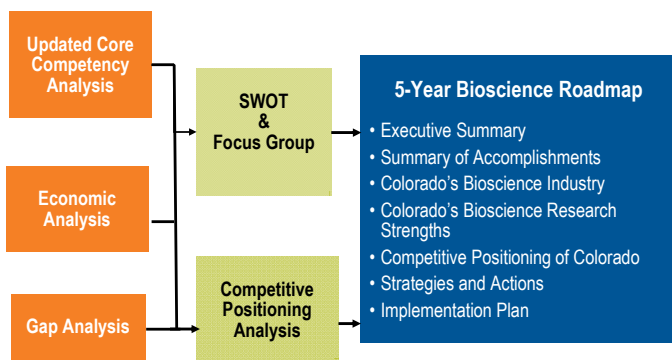 Updated Core
Competency
Analysis
Economic
Analysis
Gap Analysis
SWOT
&
Focus Group
Competitive
Positioning
Analysis
5-Year Bioscience Roadmap
• Executive Summary
• Summary of Accomplishments
• Colorado’s Bioscience Industry
• Colorado’s Bioscience Research
Strengths
• Competitive Positioning of Colorado
• Strategies and Actions
• Implementation Plan